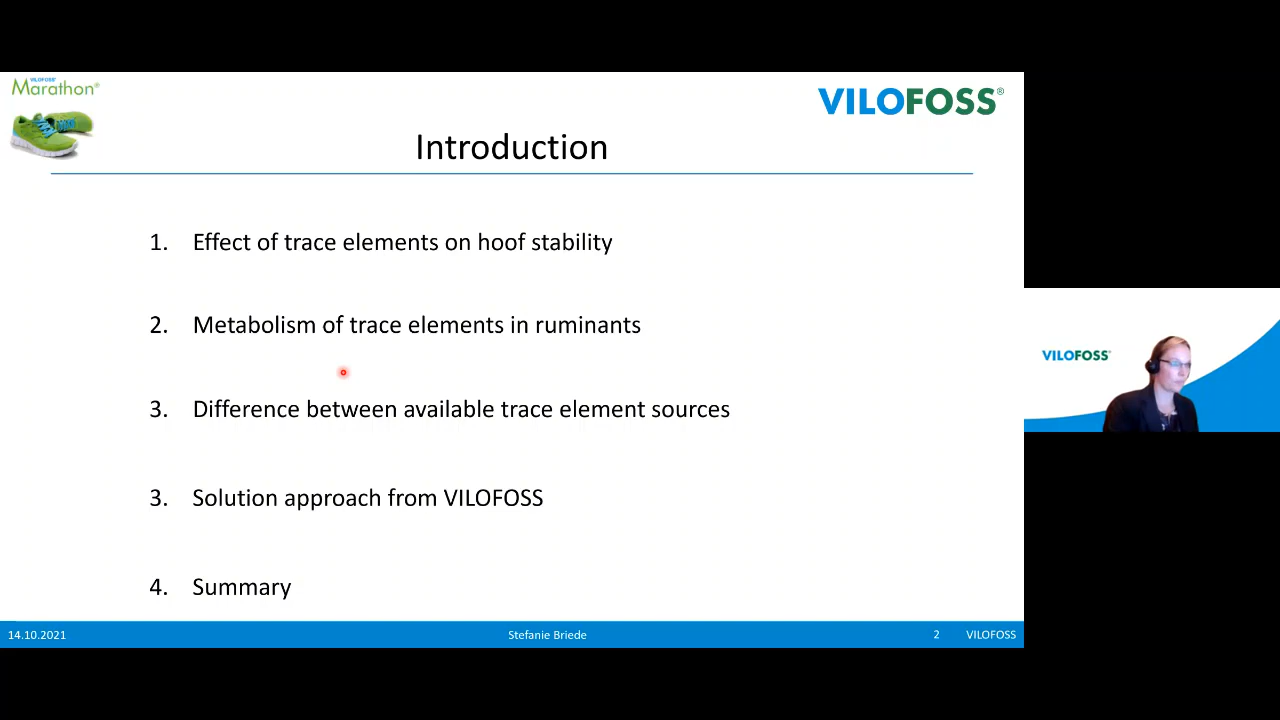 VILOFOSS®
Marathon®
VILOFOSS®
Introduction
1. Effect of trace elements on hoof stability
2. Metabolism of trace elements in ruminants
3. Difference between available trace element sources
3. Solution approach from VILOFOSS
4. Summary
14.10.2021 Stefanie Briede 2 VILOFOSS
VILOFOSS®